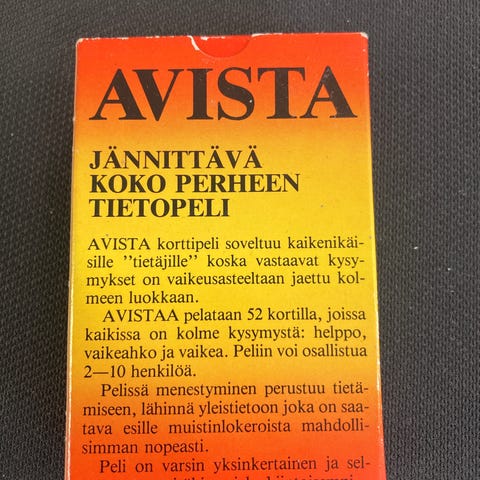 AVISTA
JÄNNITTÄVÄ
KOKO PERHEEN
TIETOPELI
AVISTA korttipeli soveltuu kaikenikäi-
sille ”tietäjille” koska vastaavat kysy-
mykset on vaikeusasteeltaan jaettu kol-
meen luokkaan.
AVISTAA pelataan 52 kortilla, joissa
kaikissa on kolme kysymystä: helppo,
vaikeahko ja vaikea. Peliin voi osallistua
2—10 henkilöä.
Pelissä menestyminen perustuu tietä-
miseen, lähinnä yleistietoon joka on saa-
tava esille muistinlokeroista mahdolli-
simman nopeasti.
Peli on varsin yksinkertainen ja sel-